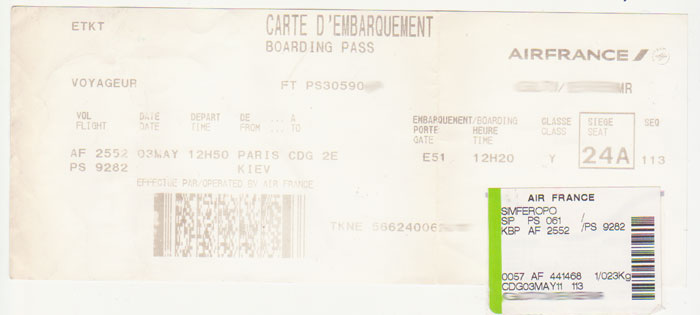 ETKT
CARTE D'EMBARQUEMENT
BOARDING PASS
AIRFRANCE
VOYAGEUR
FT PS30590
MR
VOL DATE DEPART DE ... A
FLIGHT DATE TIME FROM ... TO
EMBARQUEMENT/BOARDING CLASSE SIEGE SEQ
PORTE HEURE CLASS SEAT
GATE TIME
AF 2552 03MAY 12H50 PARIS CDG 2E
PS 9282 KIEV
E51 12H20 Y 24A 113
EFFECTUE PAR/OPERATED BY AIR FRANCE
TKNE 566240062
AIR FRANCE
SIMFEROPO
SP PS 061 /
KBP AF 2552 /PS 9282
0057 AF 441468 1/023Kg
CDG03MAY11 113